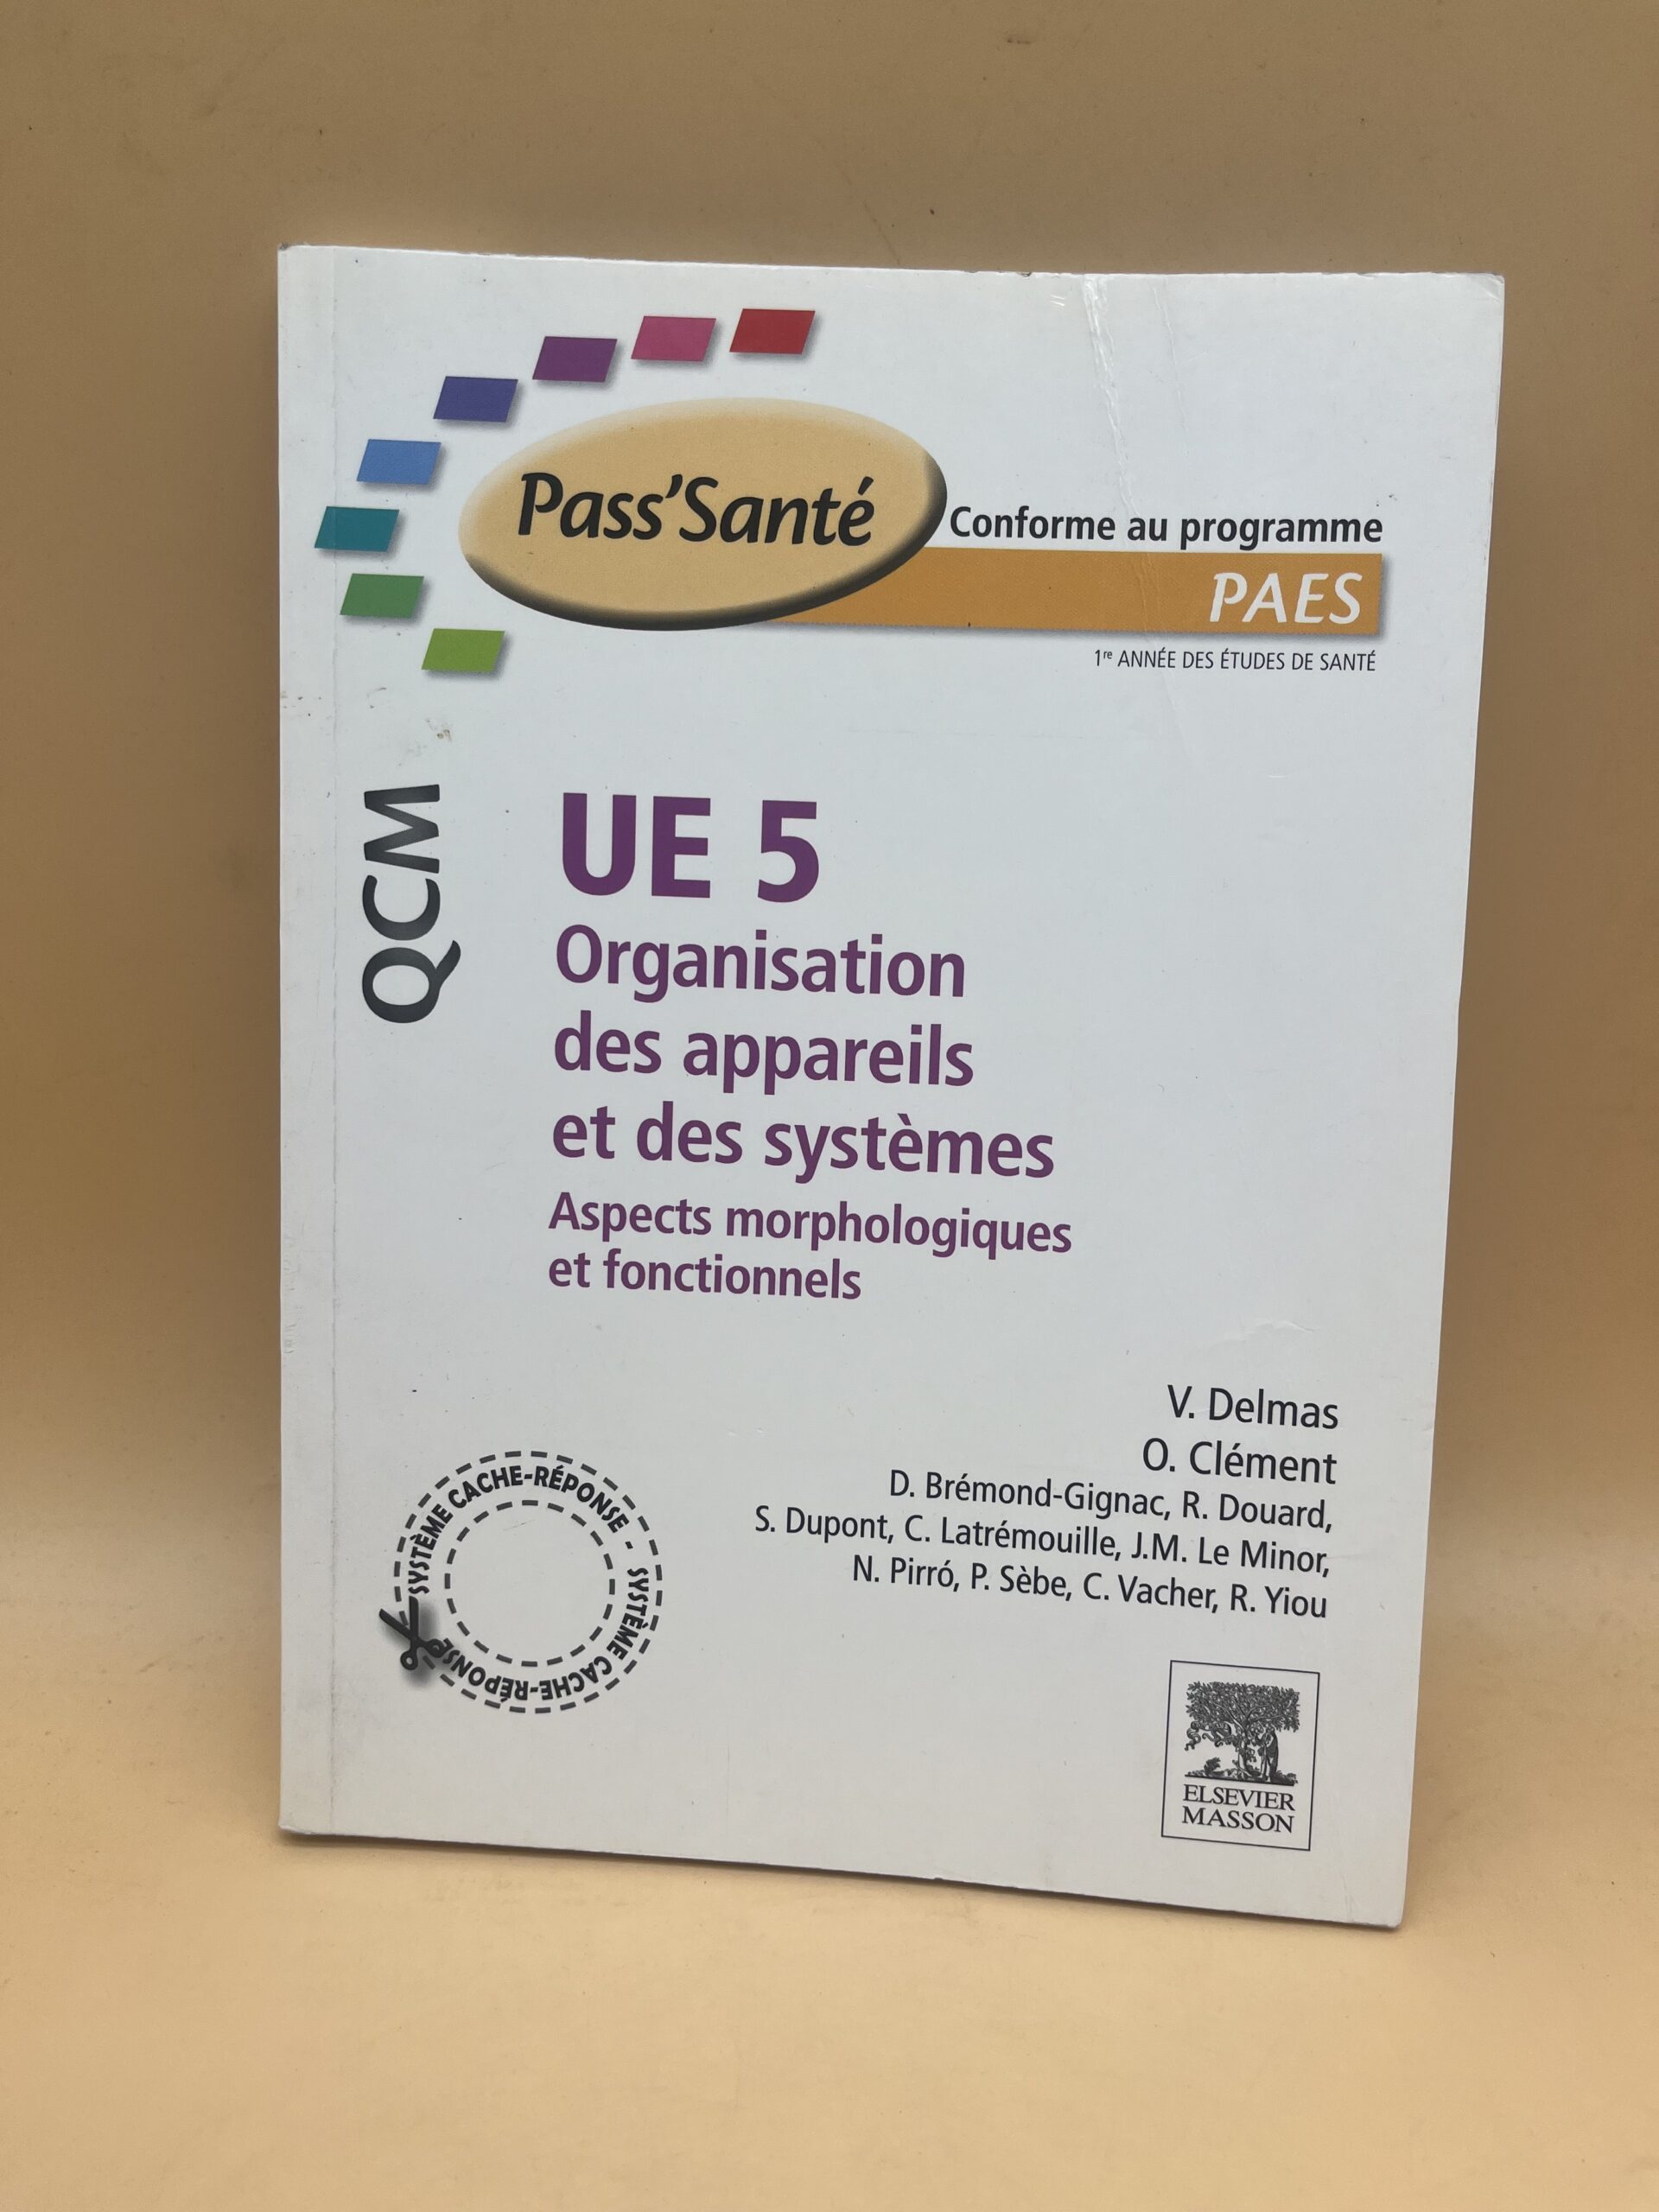 Pass'Santé
Conforme au programme
PAES
1re ANNÉE DES ÉTUDES DE SANTÉ
QCM
UE 5
Organisation
des appareils
et des systèmes
Aspects morphologiques
et fonctionnels
V. Delmas
O. Clément
D. Brémond-Gignac, R. Douard,
S. Dupont, C. Latrémouille, J.M. Le Minor,
N. Pirró, P. Sèbe, C. Vacher, R. Yiou
SYSTÈME CACHE-RÉPONSE - SYSTÈME CACHE-RÉPONSE
ELSEVIER
MASSON